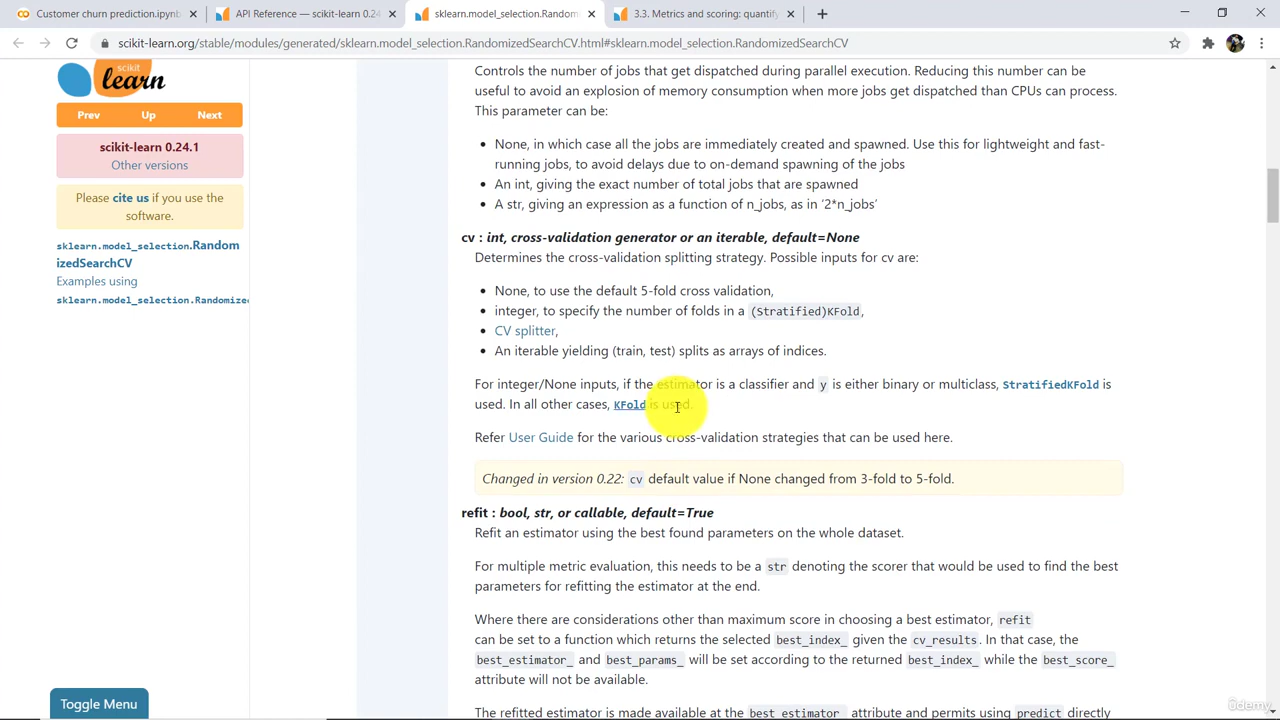 Customer churn prediction.ipynb
API Reference — scikit-learn 0.24
sklearn.model_selection.Random
3.3. Metrics and scoring: quantify
scikit-learn.org/stable/modules/generated/sklearn.model_selection.RandomizedSearchCV.html#sklearn.model_selection.RandomizedSearchCV
scikit
learn
Prev Up Next
scikit-learn 0.24.1
Other versions
Please cite us if you use the
software.
sklearn.model_selection.Random
izedSearchCV
Examples using
sklearn.model_selection.Randomize
Controls the number of jobs that get dispatched during parallel execution. Reducing this number can be
useful to avoid an explosion of memory consumption when more jobs get dispatched than CPUs can process.
This parameter can be:
None, in which case all the jobs are immediately created and spawned. Use this for lightweight and fast-
running jobs, to avoid delays due to on-demand spawning of the jobs
An int, giving the exact number of total jobs that are spawned
A str, giving an expression as a function of n_jobs, as in ‘2*n_jobs’
cv : int, cross-validation generator or an iterable, default=None
Determines the cross-validation splitting strategy. Possible inputs for cv are:
None, to use the default 5-fold cross validation,
integer, to specify the number of folds in a (Stratified)KFold,
CV splitter,
An iterable yielding (train, test) splits as arrays of indices.
For integer/None inputs, if the estimator is a classifier and y is either binary or multiclass, StratifiedKFold is
used. In all other cases, KFold is used.
Refer User Guide for the various cross-validation strategies that can be used here.
Changed in version 0.22: cv default value if None changed from 3-fold to 5-fold.
refit : bool, str, or callable, default=True
Refit an estimator using the best found parameters on the whole dataset.
For multiple metric evaluation, this needs to be a str denoting the scorer that would be used to find the best
parameters for refitting the estimator at the end.
Where there are considerations other than maximum score in choosing a best estimator, refit
can be set to a function which returns the selected best_index_ given the cv_results. In that case, the
best_estimator_ and best_params_ will be set according to the returned best_index_ while the best_score_
attribute will not be available.
The refitted estimator is made available at the best_estimator_ attribute and permits using predict directly
Toggle Menu
ûdemy